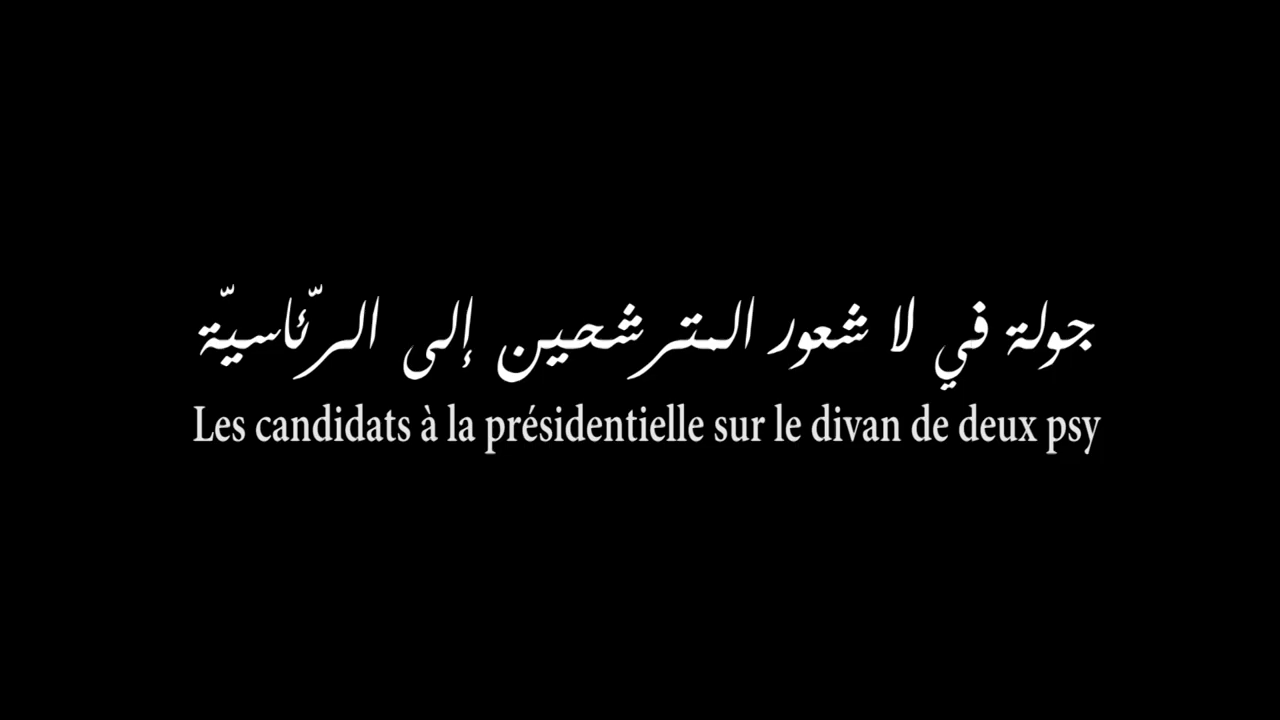 جولة في لا شعور المترشحين إلى الرّئاسيّة
Les candidats à la présidentielle sur le divan de deux psy